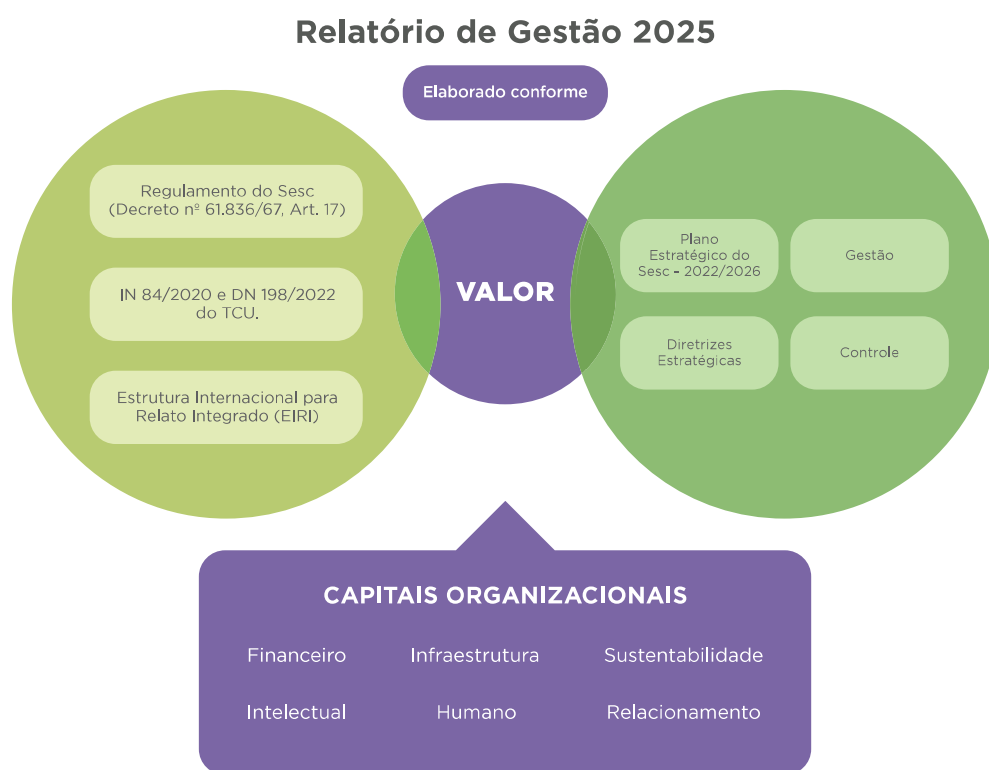 Relatório de Gestão 2025
Elaborado conforme
Regulamento do Sesc
(Decreto nº 61.836/67, Art. 17)
IN 84/2020 e DN 198/2022
do TCU.
Estrutura Internacional para
Relato Integrado (EIRI)
VALOR
Plano
Estratégico do
Sesc – 2022/2026
Gestão
Diretrizes
Estratégicas
Controle
CAPITAIS ORGANIZACIONAIS
Financeiro
Infraestrutura
Sustentabilidade
Intelectual
Humano
Relacionamento